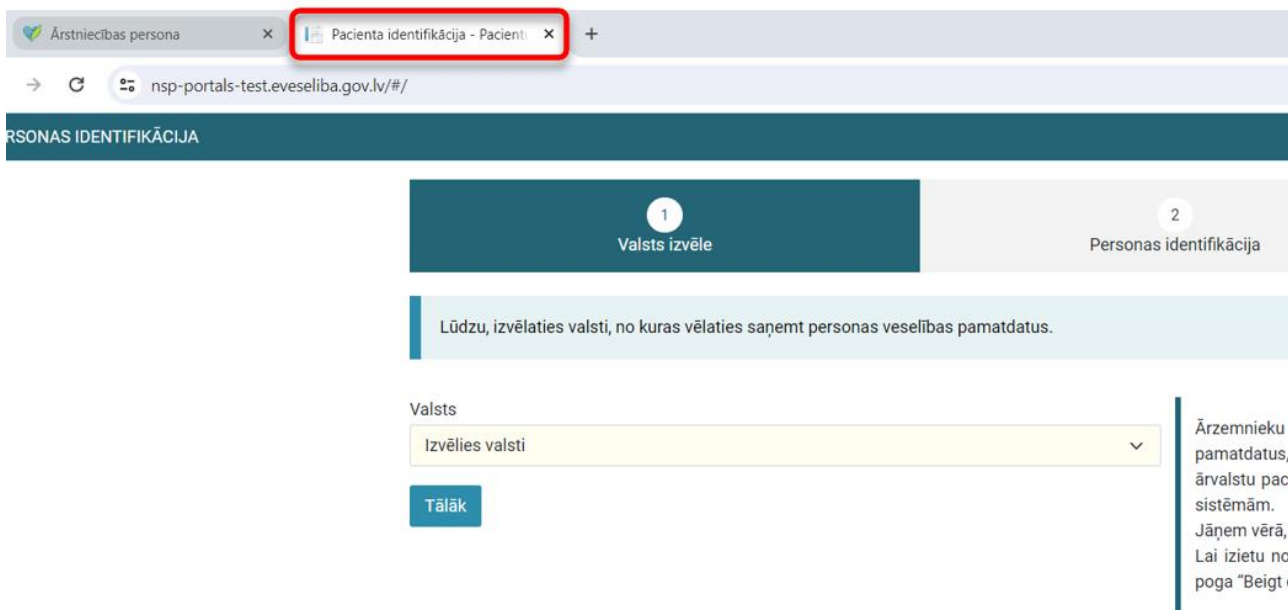 Ārstniecības persona
Pacienta identifikācija - Pacient
nsp-portals-test.eveseliba.gov.lv/#/
RSONAS IDENTIFIKĀCIJA
1
Valsts izvēle
2
Personas identifikācija
Lūdzu, izvēlaties valsti, no kuras vēlaties saņemt personas veselības pamatdatus.
Valsts
Izvēlies valsti
Tālāk
Ārzemnieku
pamatdatus,
ārvalstu pac
sistēmām.
Jāņem vērā,
Lai izietu no
poga “Beigt